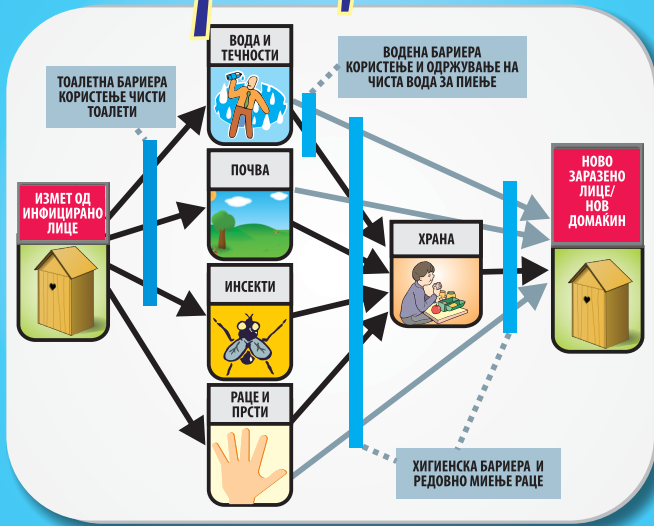 ВОДА И
ТЕЧНОСТИ
ВОДЕНА БАРИЕРА
КОРИСТЕЊЕ И ОДРЖУВАЊЕ НА
ЧИСТА ВОДА ЗА ПИЕЊЕ
ТОАЛЕТНА БАРИЕРА
КОРИСТЕЊЕ ЧИСТИ
ТОАЛЕТИ
ПОЧВА
НОВО
ЗАРАЗЕНО
ЛИЦЕ/
НОВ
ДОМАЌИН
ИЗМЕТ ОД
ИНФИЦИРАНО
ЛИЦЕ
ХРАНА
ИНСЕКТИ
РАЦЕ И
ПРСТИ
ХИГИЕНСКА БАРИЕРА И
РЕДОВНО МИЕЊЕ РАЦЕ